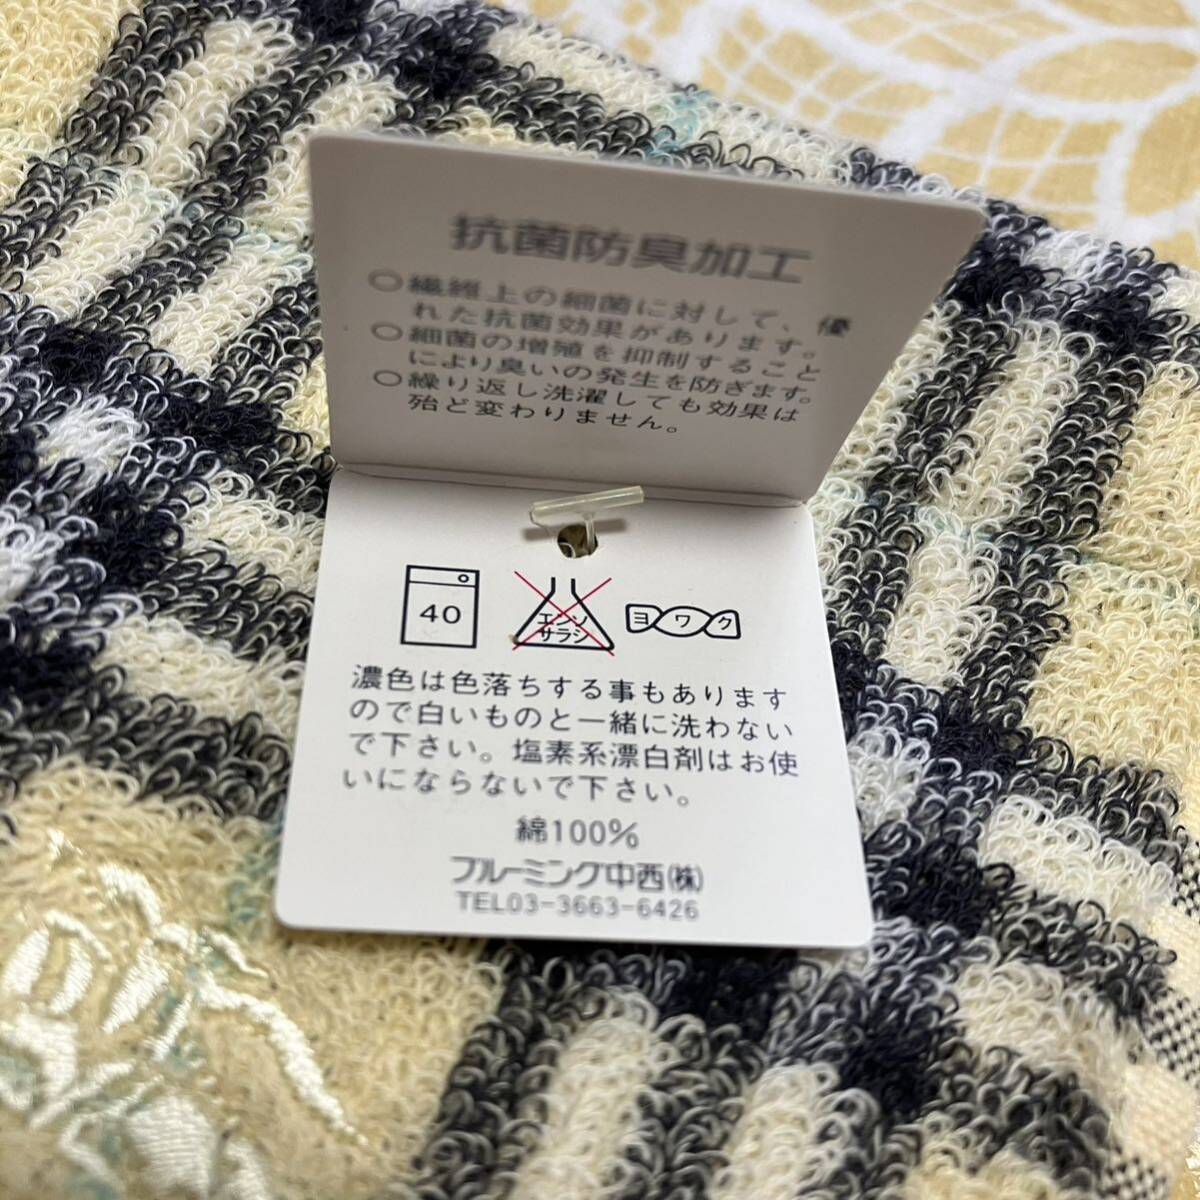 抗菌防臭加工
○繊維上の細菌に対して、優
れた抗菌効果があります。
○細菌の増殖を抑制すること
により臭いの発生を防ぎます。
○繰り返し洗濯しても効果は
殆ど変わりません。
40
エンソ
サラシ
ヨワク
濃色は色落ちする事もあります
ので白いものと一緒に洗わない
で下さい。塩素系漂白剤はお使
いにならないで下さい。
綿100%
ブルーミング中西(株)
TEL03-3663-6426